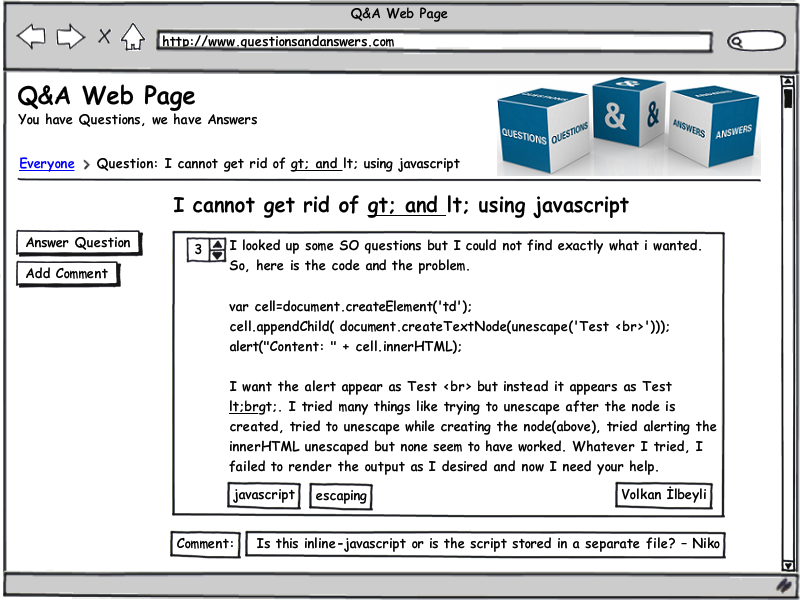 Q&A Web Page
http://www.questionsandanswers.com
Q&A Web Page
You have Questions, we have Answers
QUESTIONS
QUESTIONS
QUESTIONS
&
&
&
ANSWERS
ANSWERS
ANSWERS
Everyone > Question: I cannot get rid of gt; and lt; using javascript
I cannot get rid of gt; and lt; using javascript
Answer Question
Add Comment
3
I looked up some SO questions but I could not find exactly what i wanted.
So, here is the code and the problem.
var cell=document.createElement('td');
cell.appendChild( document.createTextNode(unescape('Test <br>')));
alert("Content: " + cell.innerHTML);
I want the alert appear as Test <br> but instead it appears as Test
lt;brgt;. I tried many things like trying to unescape after the node is
created, tried to unescape while creating the node(above), tried alerting the
innerHTML unescaped but none seem to have worked. Whatever I tried, I
failed to render the output as I desired and now I need your help.
javascript
escaping
Volkan İlbeyli
Comment:
Is this inline-javascript or is the script stored in a separate file? – Niko